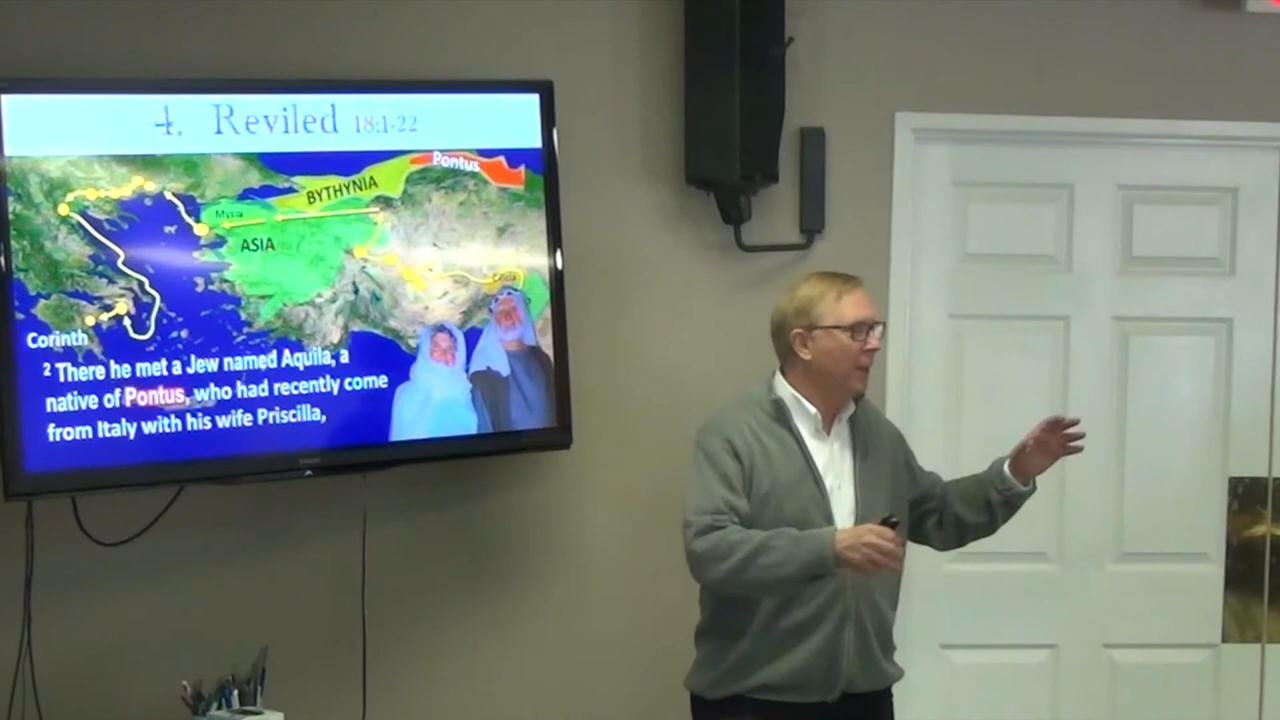 4. Reviled 18:1-22
Pontus
BYTHYNIA
Mysia
ASIA
Corinth
2 There he met a Jew named Aquila, a
native of Pontus, who had recently come
from Italy with his wife Priscilla,